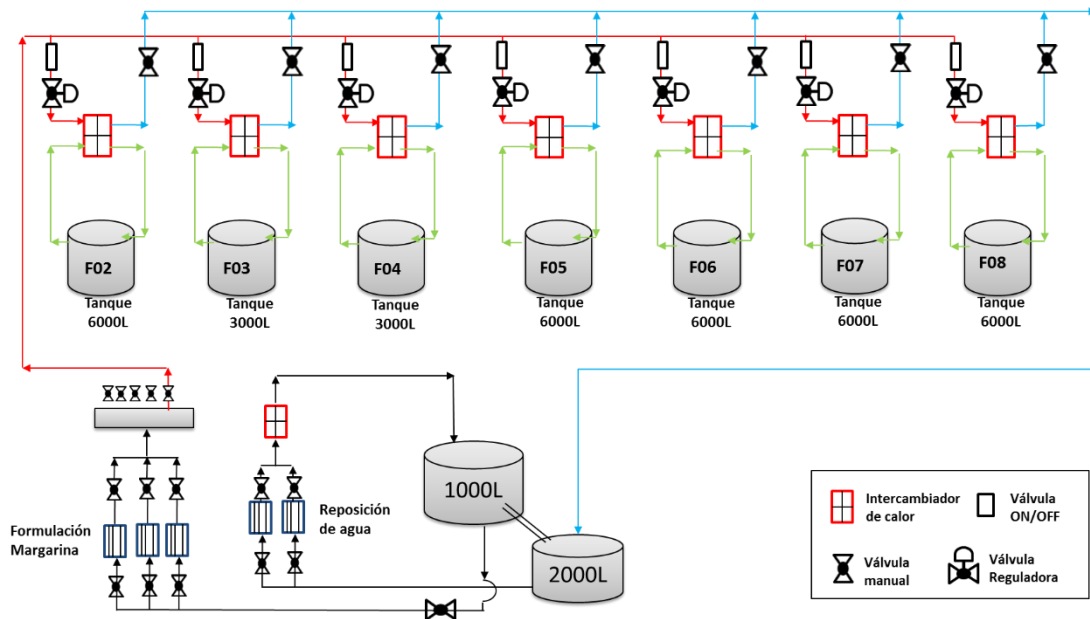 F02
F03
F04
F05
F06
F07
F08
Tanque
6000L
Tanque
3000L
Tanque
3000L
Tanque
6000L
Tanque
6000L
Tanque
6000L
Tanque
6000L
Formulación
Margarina
Reposición
de agua
1000L
2000L
Intercambiador
de calor
Válvula
ON/OFF
Válvula
manual
Válvula
Reguladora